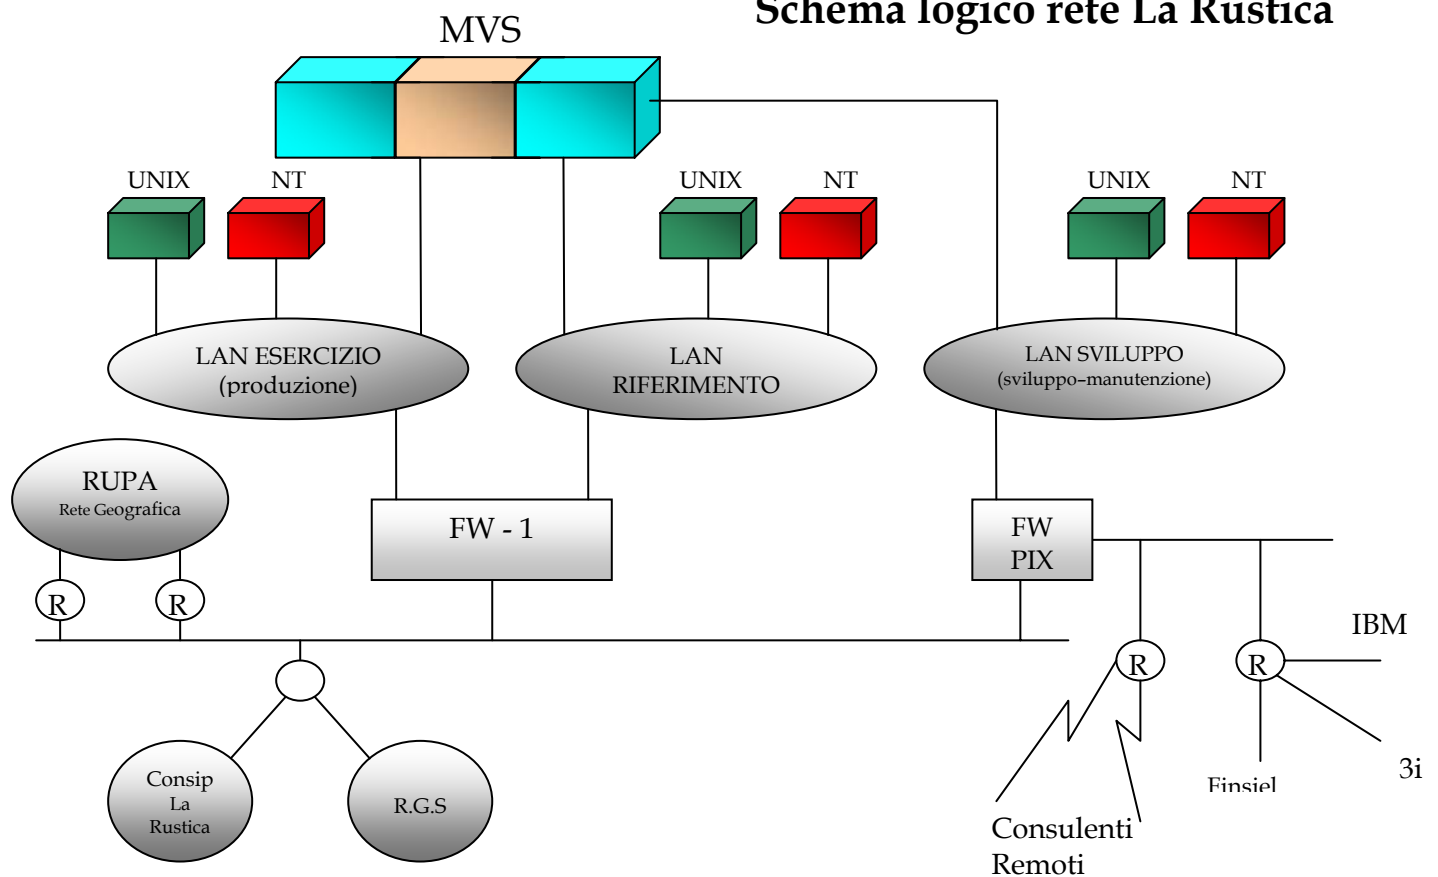 Schema logico rete La Rustica
MVS
UNIX
NT
UNIX
NT
UNIX
NT
LAN ESERCIZIO
(produzione)
LAN
RIFERIMENTO
LAN SVILUPPO
(sviluppo-manutenzione)
RUPA
Rete Geografica
FW - 1
FW
PIX
R
R
IBM
R
R
3i
Finsiel
Consip
La
Rustica
R.G.S
Consulenti
Remoti